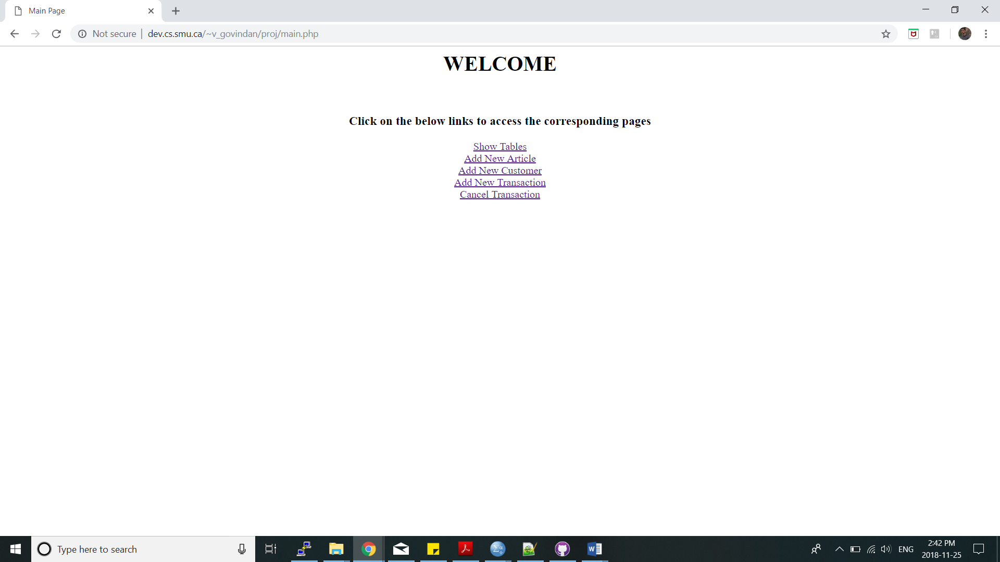 Main Page
Not secure | dev.cs.smu.ca/~v_govindan/proj/main.php
WELCOME
Click on the below links to access the corresponding pages
Show Tables
Add New Article
Add New Customer
Add New Transaction
Cancel Transaction
Type here to search
ENG
2:42 PM
2018-11-25